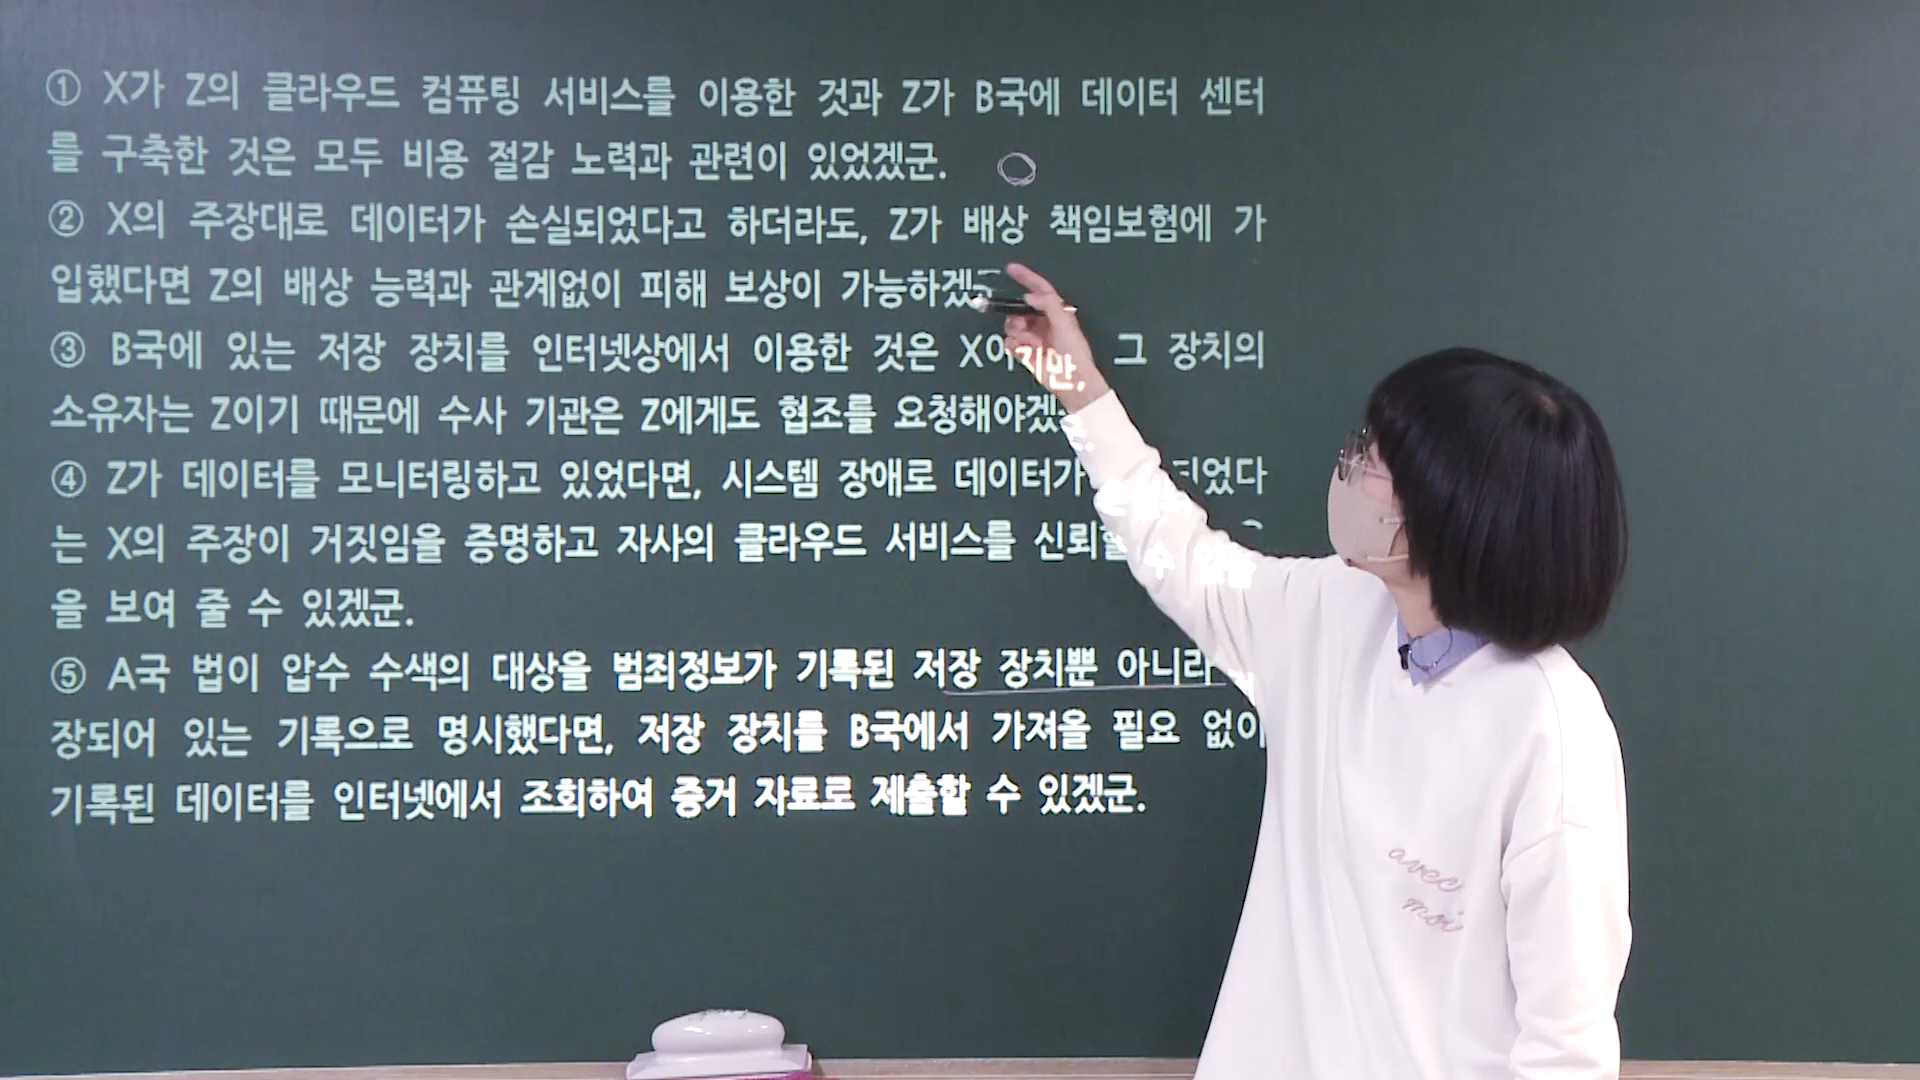 ① X가 Z의 클라우드 컴퓨팅 서비스를 이용한 것과 Z가 B국에 데이터 센터
를 구축한 것은 모두 비용 절감 노력과 관련이 있었겠군.
② X의 주장대로 데이터가 손실되었다고 하더라도, Z가 배상 책임보험에 가
입했다면 Z의 배상 능력과 관계없이 피해 보상이 가능하겠군
③ B국에 있는 저장 장치를 인터넷상에서 이용한 것은 X이지만, 그 장치의
소유자는 Z이기 때문에 수사 기관은 Z에게도 협조를 요청해야겠군.
④ Z가 데이터를 모니터링하고 있었다면, 시스템 장애로 데이터가 되었다
는 X의 주장이 거짓임을 증명하고 자사의 클라우드 서비스를 신뢰할 수 있음
을 보여 줄 수 있겠군.
⑤ A국 법이 압수 수색의 대상을 범죄정보가 기록된 저장 장치뿐 아니라 저
장되어 있는 기록으로 명시했다면, 저장 장치를 B국에서 가져올 필요 없이
기록된 데이터를 인터넷에서 조회하여 증거 자료로 제출할 수 있겠군.
avec
moi